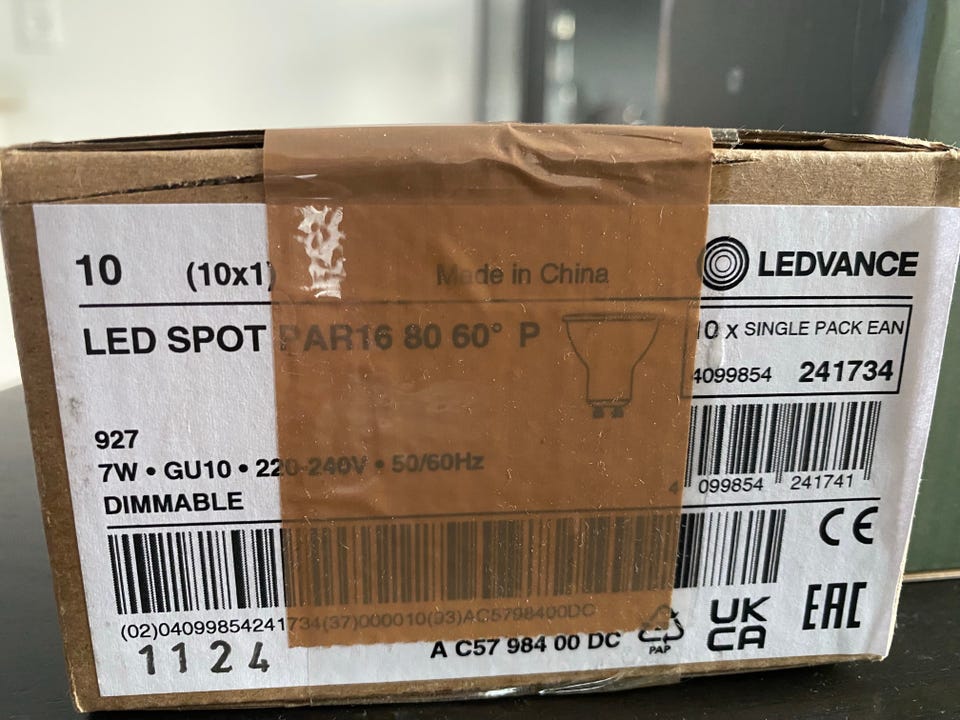 10 (10x1) Made in China LEDVANCE
LED SPOT PAR16 80 60° P
10 x SINGLE PACK EAN
4099854 241734
927
7W • GU10 • 220-240V • 50/60Hz
DIMMABLE
4 099854 241741
CE
(02)04099854241734(37)000010(93)AC5798400DC
1124
A C57 984 00 DC
PAP
UK
CA
EAC